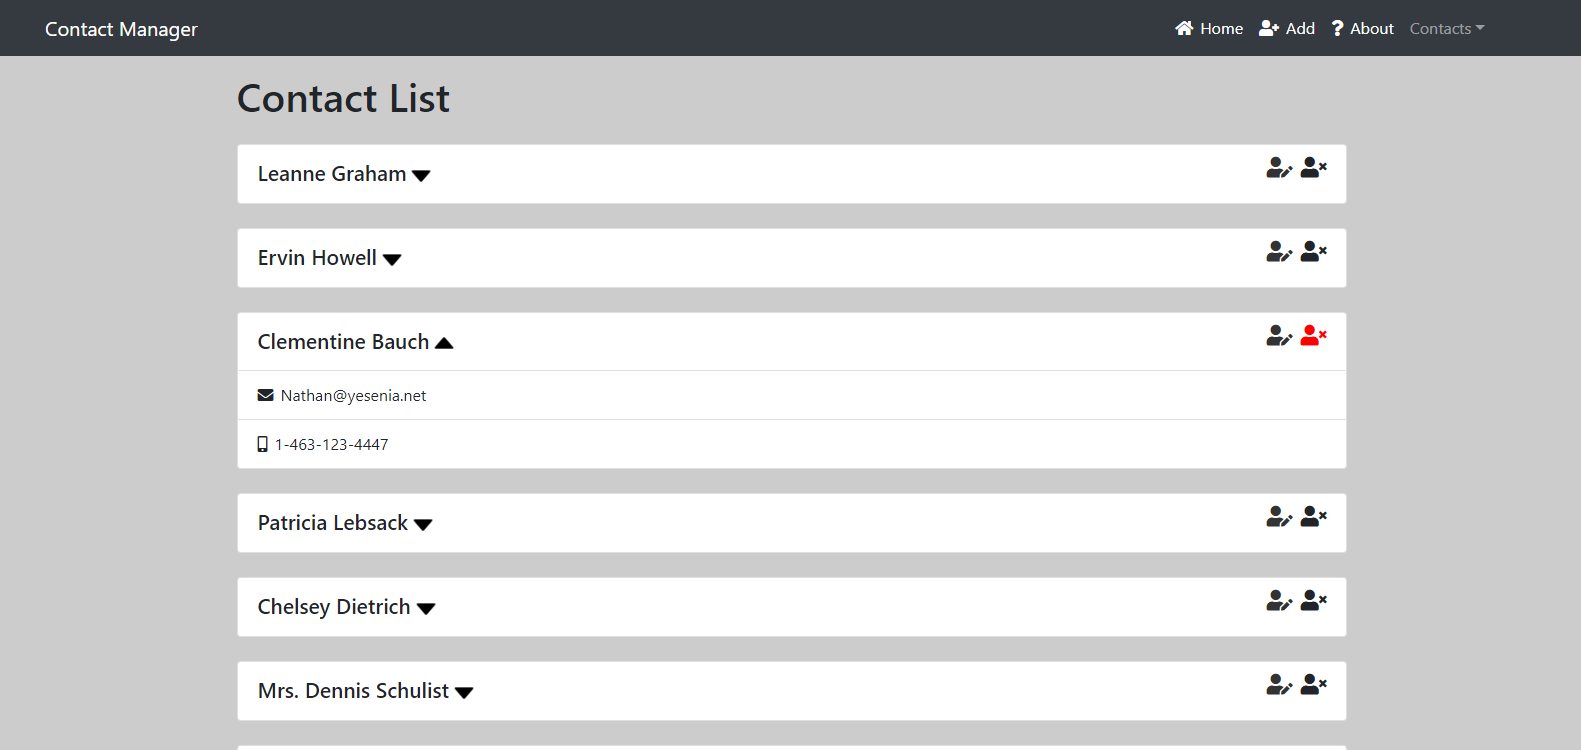 Contact Manager
Home Add About Contacts
Contact List
Leanne Graham
Ervin Howell
Clementine Bauch
Nathan@yesenia.net
1-463-123-4447
Patricia Lebsack
Chelsey Dietrich
Mrs. Dennis Schulist